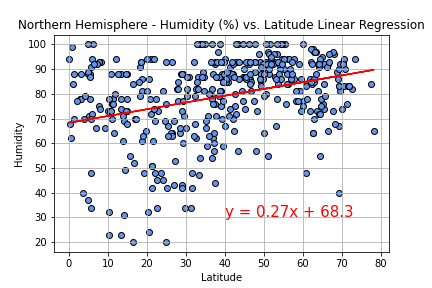 Northern Hemisphere - Humidity (%) vs. Latitude Linear Regression
100
90
80
70
60
50
40
30
20
Humidity
y = 0.27x + 68.3
0 10 20 30 40 50 60 70 80
Latitude